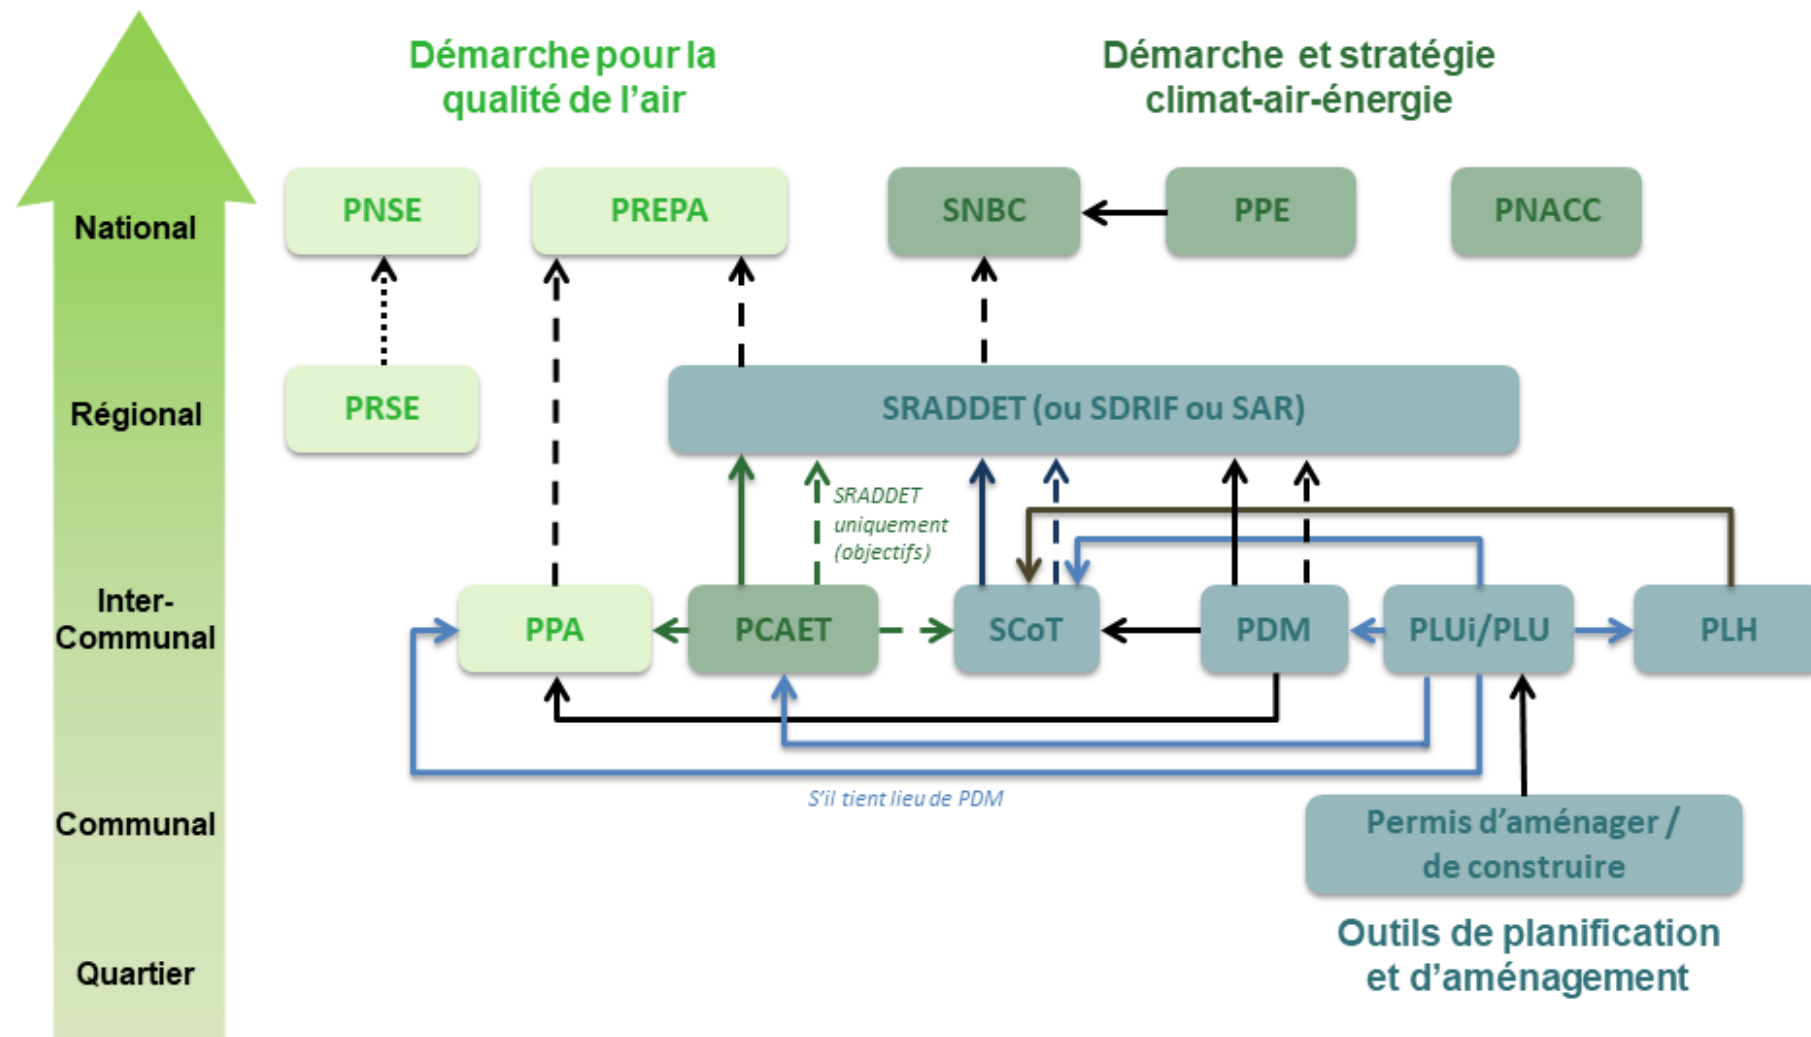 Démarche pour la
qualité de l'air
Démarche et stratégie
climat-air-énergie
National
PNSE
PREPA
SNBC
PPE
PNACC
Régional
PRSE
SRADDET (ou SDRIF ou SAR)
SRADDET
uniquement
(objectifs)
Inter-
Communal
PPA
PCAET
SCoT
PDM
PLUi/PLU
PLH
S'il tient lieu de PDM
Communal
Permis d'aménager /
de construire
Outils de planification
et d'aménagement
Quartier